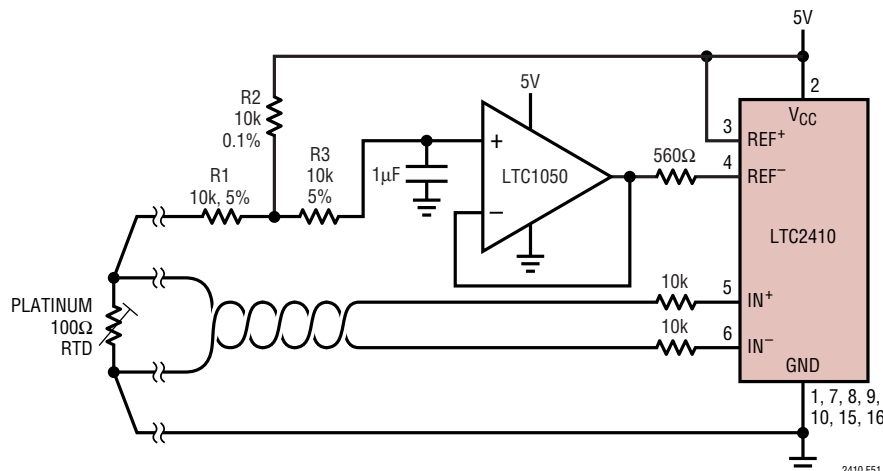 5V
R2
10k
0.1%
R1
10k, 5%
R3
10k
5%
1µF
5V
+
−
LTC1050
560Ω
2
VCC
3
REF+
4
REF−
LTC2410
PLATINUM
100Ω
RTD
10k
5
IN+
10k
6
IN−
GND
1, 7, 8, 9,
10, 15, 16
2410 F51